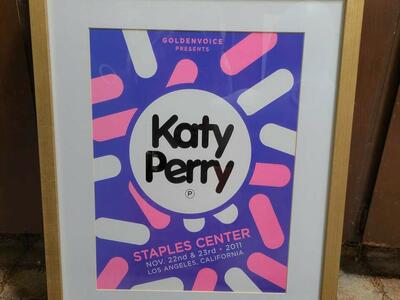 GOLDENVOICE
PRESENTS
Katy
Perry
P
STAPLES CENTER
NOV. 22nd & 23rd • 2011
LOS ANGELES, CALIFORNIA